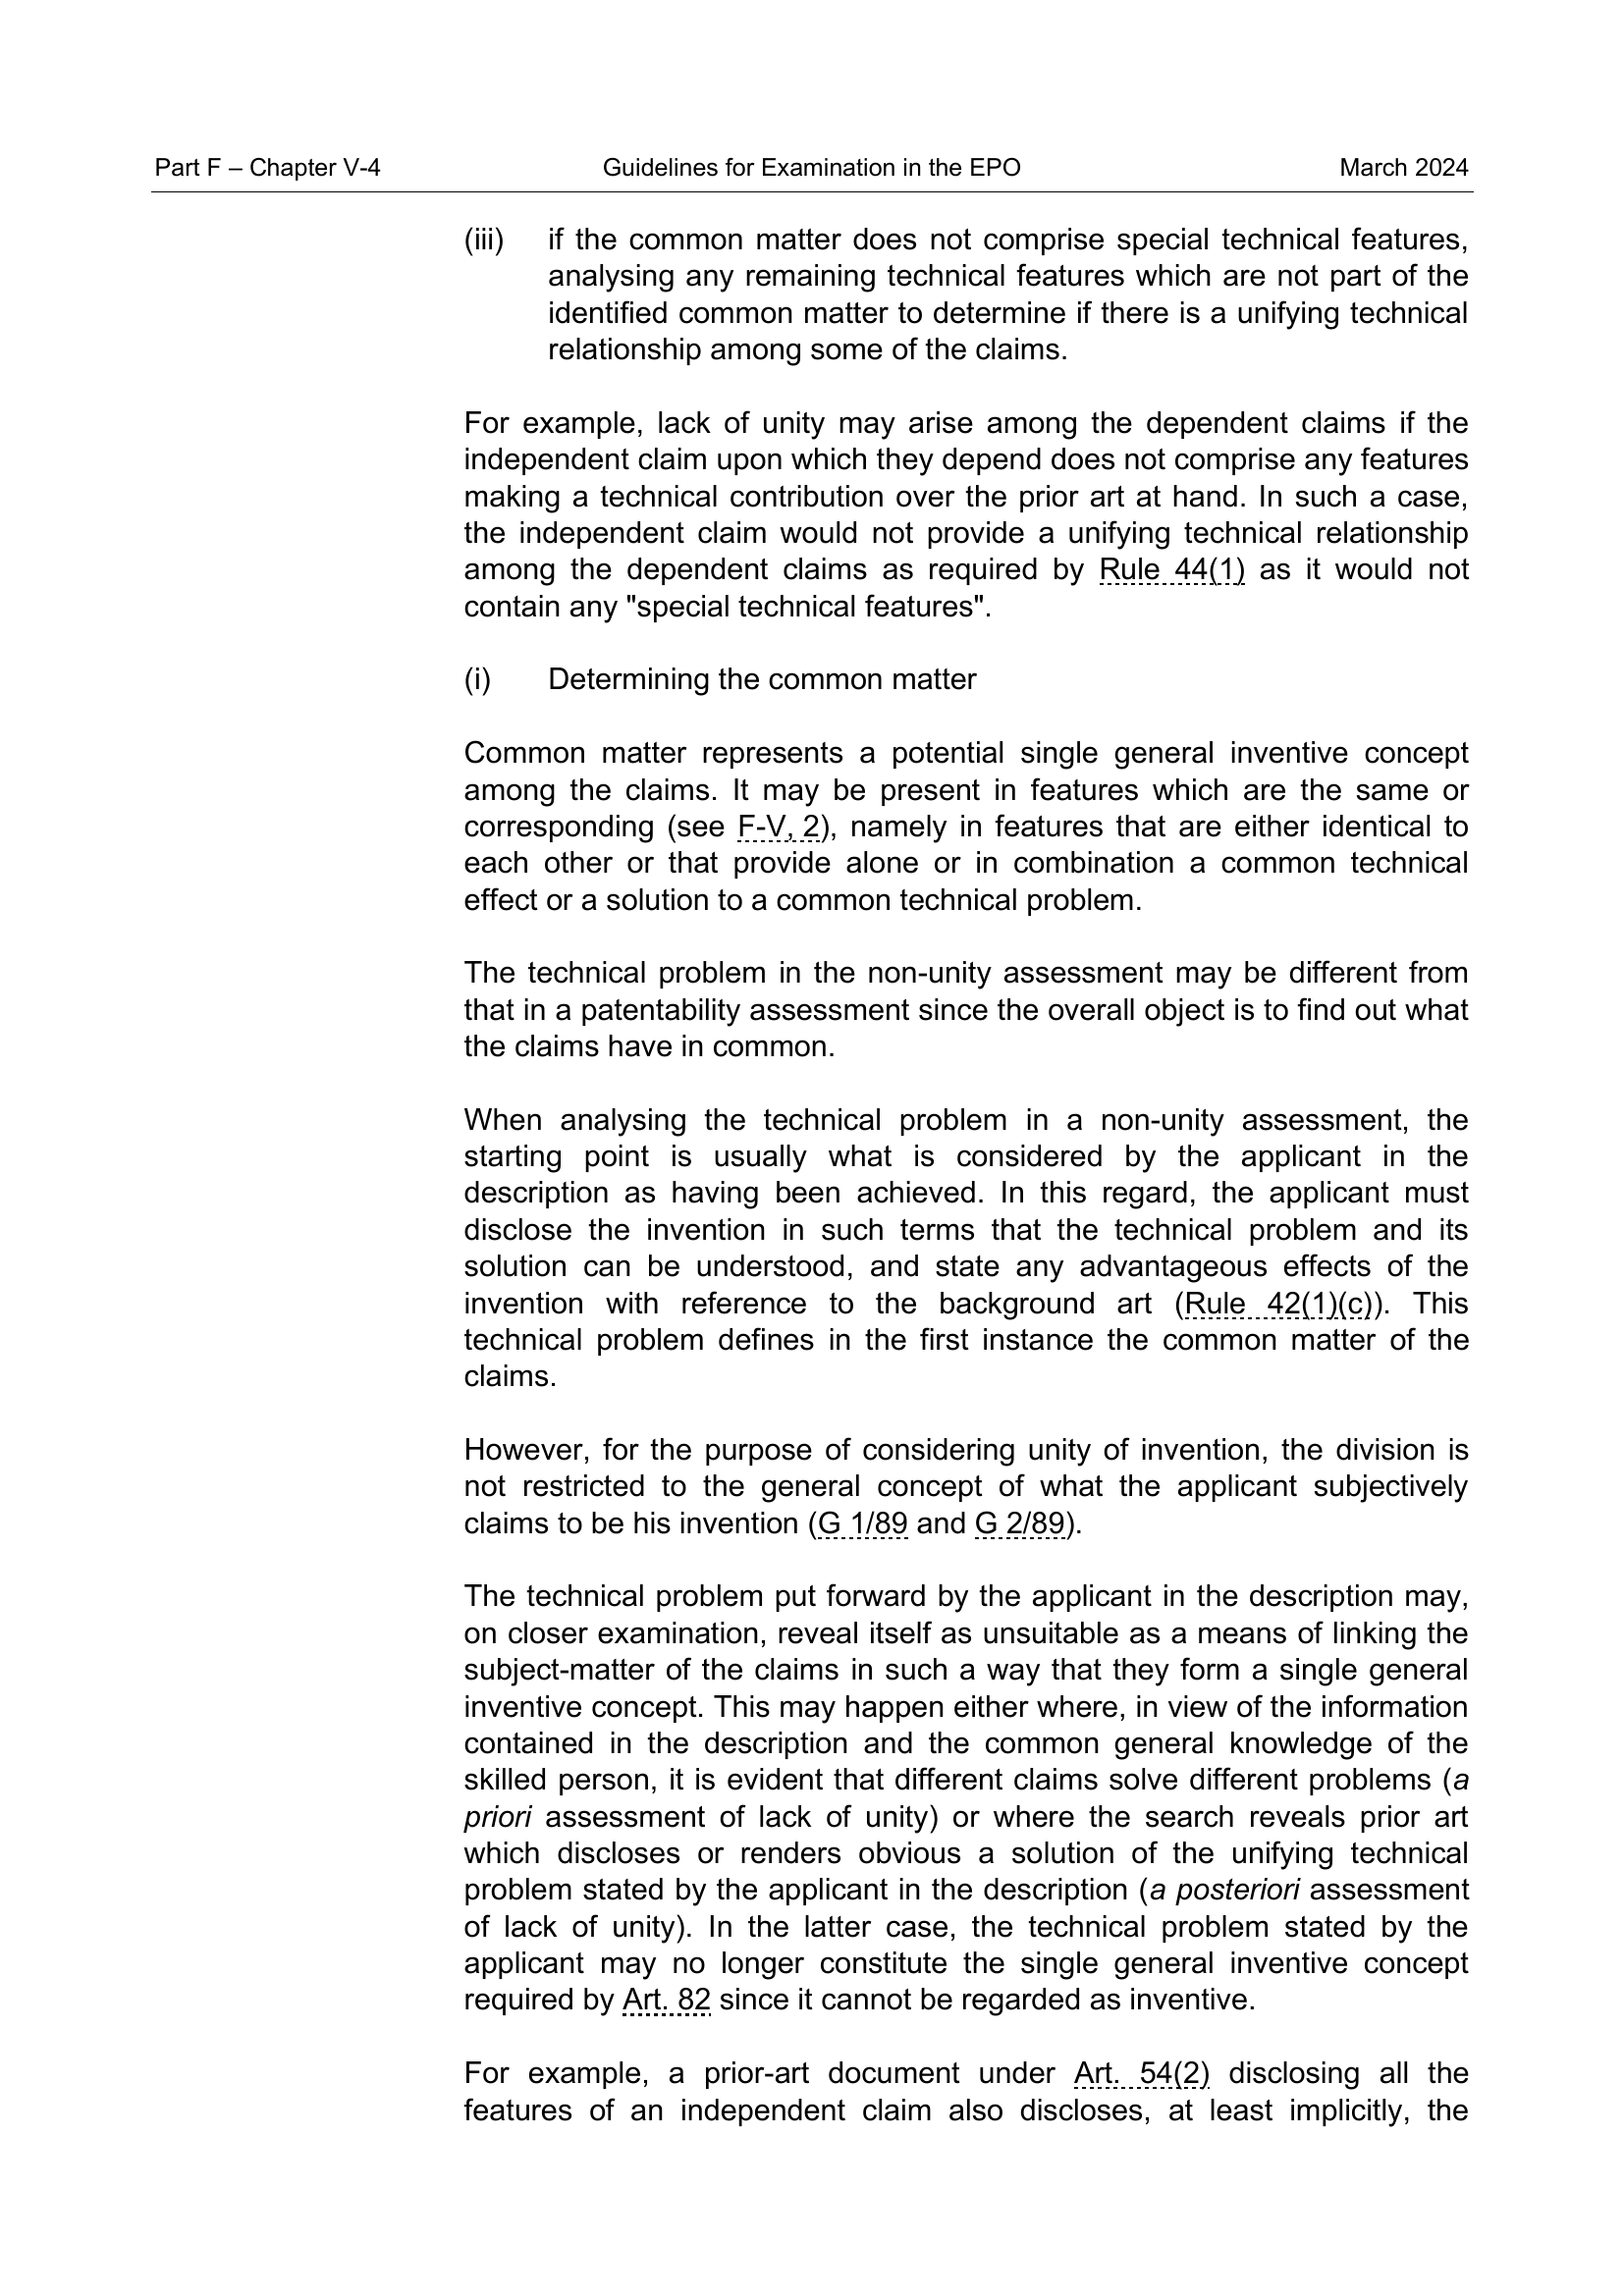 Part F – Chapter V-4 Guidelines for Examination in the EPO March 2024
(iii) if the common matter does not comprise special technical features,
analysing any remaining technical features which are not part of the
identified common matter to determine if there is a unifying technical
relationship among some of the claims.
For example, lack of unity may arise among the dependent claims if the
independent claim upon which they depend does not comprise any features
making a technical contribution over the prior art at hand. In such a case,
the independent claim would not provide a unifying technical relationship
among the dependent claims as required by Rule 44(1) as it would not
contain any "special technical features".
(i) Determining the common matter
Common matter represents a potential single general inventive concept
among the claims. It may be present in features which are the same or
corresponding (see F-V, 2), namely in features that are either identical to
each other or that provide alone or in combination a common technical
effect or a solution to a common technical problem.
The technical problem in the non-unity assessment may be different from
that in a patentability assessment since the overall object is to find out what
the claims have in common.
When analysing the technical problem in a non-unity assessment, the
starting point is usually what is considered by the applicant in the
description as having been achieved. In this regard, the applicant must
disclose the invention in such terms that the technical problem and its
solution can be understood, and state any advantageous effects of the
invention with reference to the background art (Rule 42(1)(c)). This
technical problem defines in the first instance the common matter of the
claims.
However, for the purpose of considering unity of invention, the division is
not restricted to the general concept of what the applicant subjectively
claims to be his invention (G 1/89 and G 2/89).
The technical problem put forward by the applicant in the description may,
on closer examination, reveal itself as unsuitable as a means of linking the
subject-matter of the claims in such a way that they form a single general
inventive concept. This may happen either where, in view of the information
contained in the description and the common general knowledge of the
skilled person, it is evident that different claims solve different problems (a
priori assessment of lack of unity) or where the search reveals prior art
which discloses or renders obvious a solution of the unifying technical
problem stated by the applicant in the description (a posteriori assessment
of lack of unity). In the latter case, the technical problem stated by the
applicant may no longer constitute the single general inventive concept
required by Art. 82 since it cannot be regarded as inventive.
For example, a prior-art document under Art. 54(2) disclosing all the
features of an independent claim also discloses, at least implicitly, the